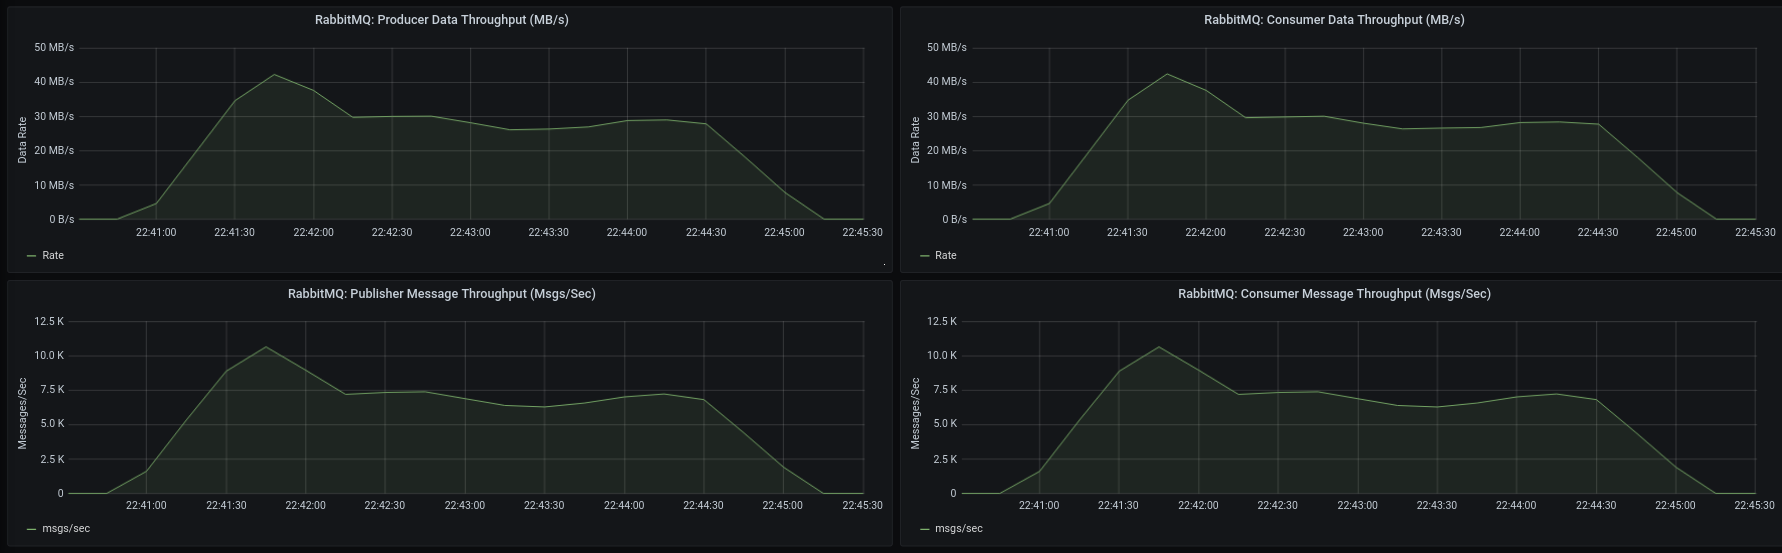 RabbitMQ: Producer Data Throughput (MB/s)
50 MB/s
40 MB/s
30 MB/s
20 MB/s
10 MB/s
0 B/s
Data Rate
22:41:00 22:41:30 22:42:00 22:42:30 22:43:00 22:43:30 22:44:00 22:44:30 22:45:00 22:45:30
Rate
RabbitMQ: Consumer Data Throughput (MB/s)
50 MB/s
40 MB/s
30 MB/s
20 MB/s
10 MB/s
0 B/s
Data Rate
22:41:00 22:41:30 22:42:00 22:42:30 22:43:00 22:43:30 22:44:00 22:44:30 22:45:00 22:45:30
Rate
RabbitMQ: Publisher Message Throughput (Msgs/Sec)
12.5 K
10.0 K
7.5 K
5.0 K
2.5 K
0
Messages/Sec
22:41:00 22:41:30 22:42:00 22:42:30 22:43:00 22:43:30 22:44:00 22:44:30 22:45:00 22:45:30
msgs/sec
RabbitMQ: Consumer Message Throughput (Msgs/Sec)
12.5 K
10.0 K
7.5 K
5.0 K
2.5 K
0
Messages/Sec
22:41:00 22:41:30 22:42:00 22:42:30 22:43:00 22:43:30 22:44:00 22:44:30 22:45:00 22:45:30
msgs/sec